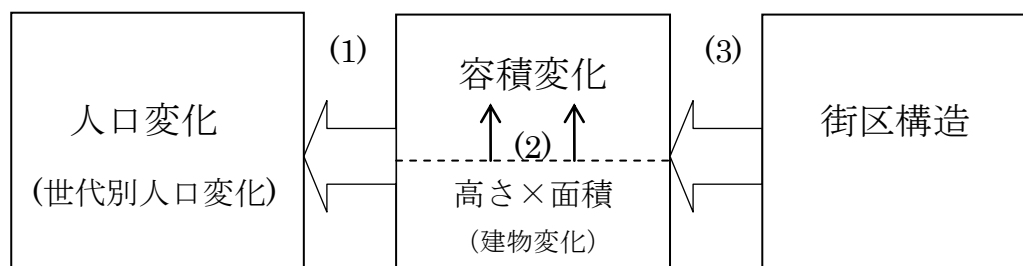 (1)
(3)
人口変化
(世代別人口変化)
容積変化
(2)
高さ×面積
（建物変化）
街区構造